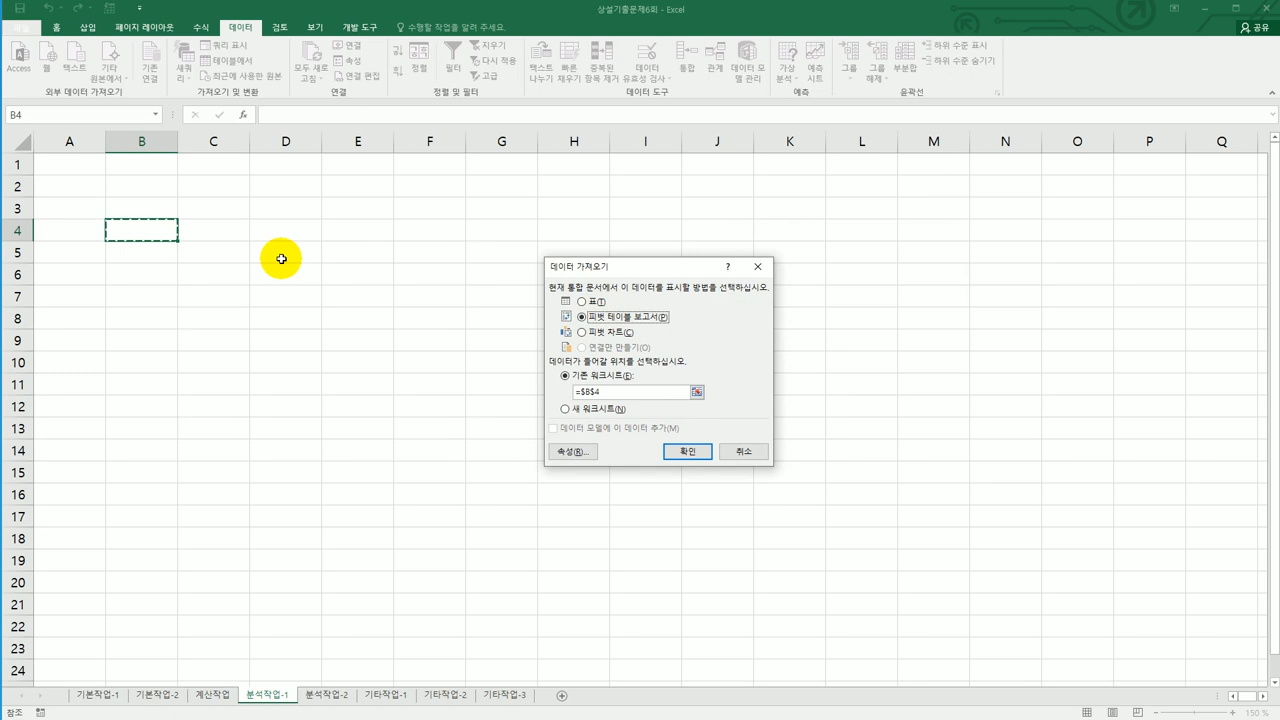 상설기출문제6회 - Excel
파일 홈 삽입 페이지 레이아웃 수식 데이터 검토 보기 개발 도구 수행할 작업을 알려 주세요. 공유
Access 웹 텍스트 기타 원본에서 기존 연결
새 쿼리 쿼리 표시 테이블에서 최근에 사용한 원본
모두 새로 고침 연결 속성 연결 편집
정렬 필터 지우기 다시 적용 고급
텍스트 나누기 빠른 채우기 중복된 항목 제거 데이터 유효성 검사 통합 관계 데이터 모델 관리
가상 분석 예측 시트
그룹 그룹 해제 부분합 하위 수준 표시 하위 수준 숨기기
외부 데이터 가져오기 가져오기 및 변환 연결 정렬 및 필터 데이터 도구 예측 윤곽선
B4 fx
A B C D E F G H I J K L M N O P Q
1
2
3
4
5
6
7
8
9
10
11
12
13
14
15
16
17
18
19
20
21
22
23
24
데이터 가져오기 ?
현재 통합 문서에서 이 데이터를 표시할 방법을 선택하십시오.
표(T)
피벗 테이블 보고서(P)
피벗 차트(C)
연결만 만들기(O)
데이터가 들어갈 위치를 선택하십시오.
기존 워크시트(E):
=$B$4
새 워크시트(N)
데이터 모델에 이 데이터 추가(M)
속성(R)... 확인 취소
기본작업-1 기본작업-2 계산작업 분석작업-1 분석작업-2 기타작업-1 기타작업-2 기타작업-3
참조 150 %